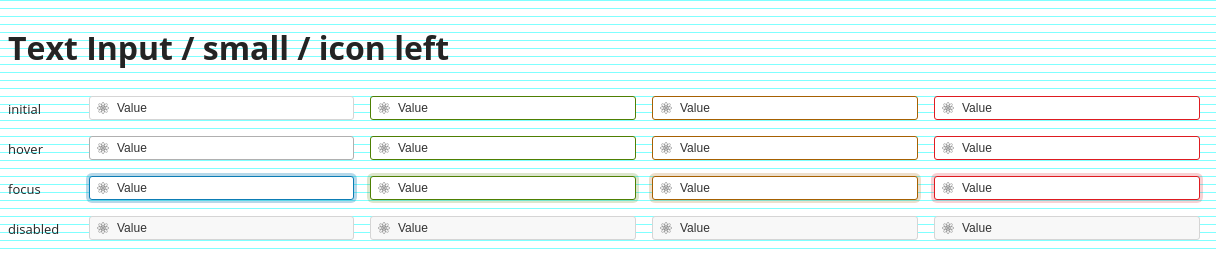 Text Input / small / icon left
initial Value Value Value Value
hover Value Value Value Value
focus Value Value Value Value
disabled Value Value Value Value